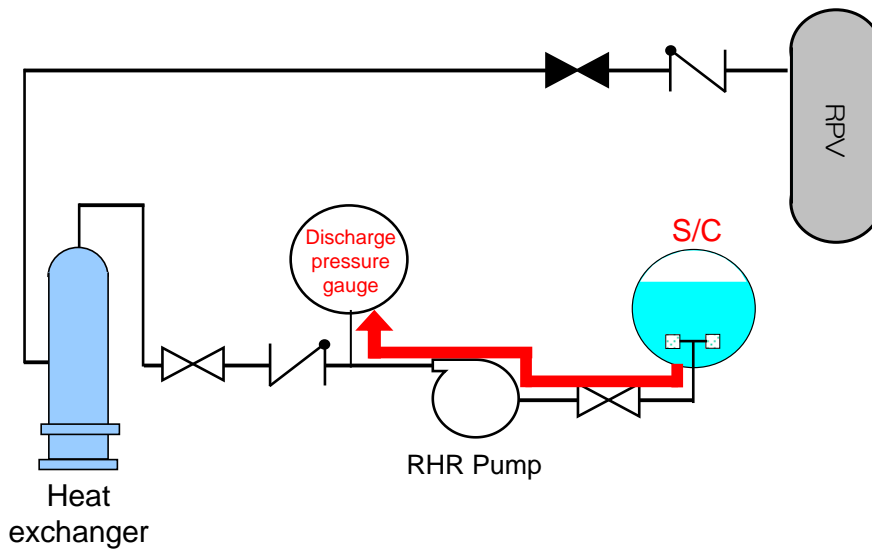 RPV
Discharge
pressure
gauge
S/C
RHR Pump
Heat
exchanger